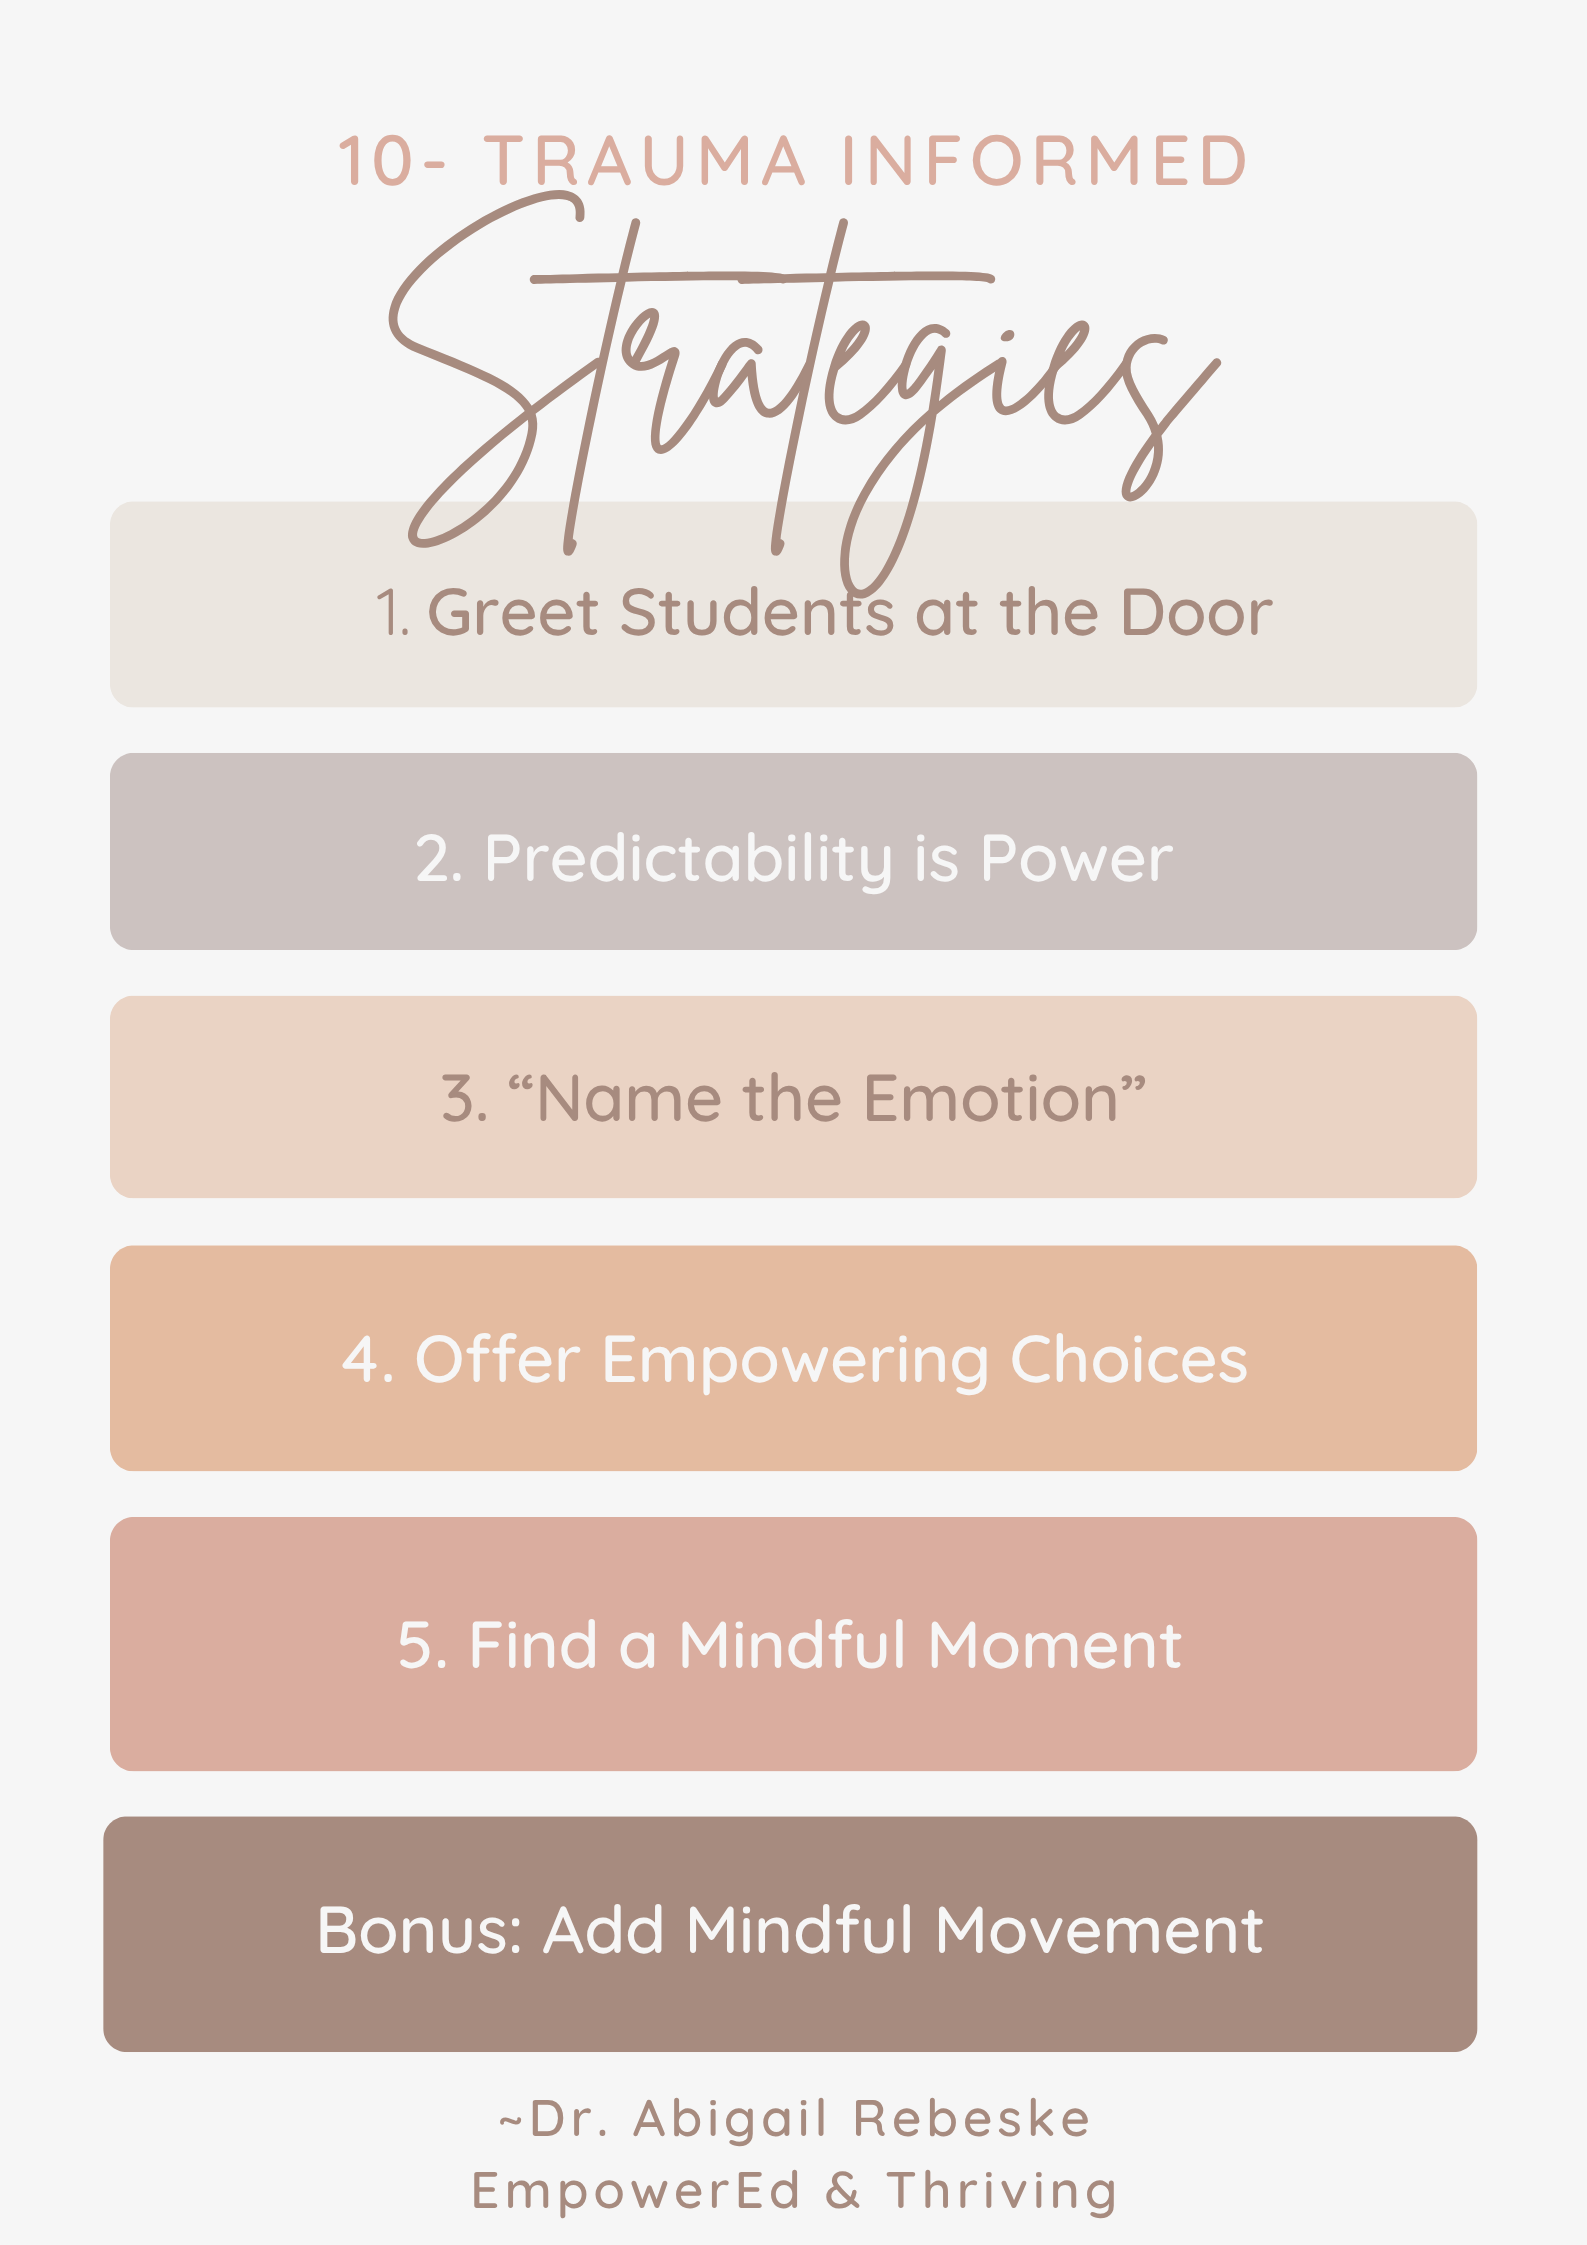 10- TRAUMA INFORMED
Strategies
1. Greet Students at the Door
2. Predictability is Power
3. “Name the Emotion”
4. Offer Empowering Choices
5. Find a Mindful Moment
Bonus: Add Mindful Movement
~Dr. Abigail Rebeske
EmpowerEd & Thriving